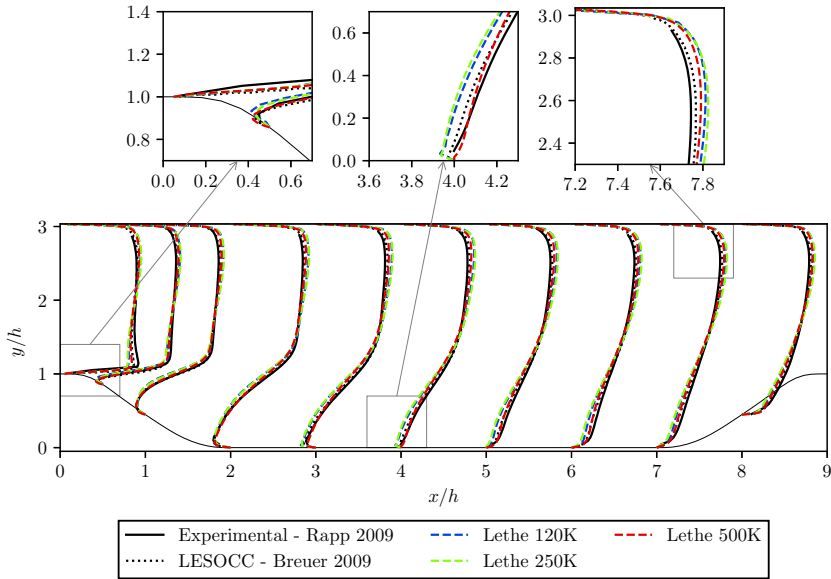 1.4
1.2
1.0
0.8
0.0 0.2 0.4 0.6
0.6
0.4
0.2
0.0
3.6 3.8 4.0 4.2
3.0
2.8
2.6
2.4
7.2 7.4 7.6 7.8
3
2
1
0
y/h
0 1 2 3 4 5 6 7 8 9
x/h
Experimental - Rapp 2009
LESOCC - Breuer 2009
Lethe 120K
Lethe 250K
Lethe 500K